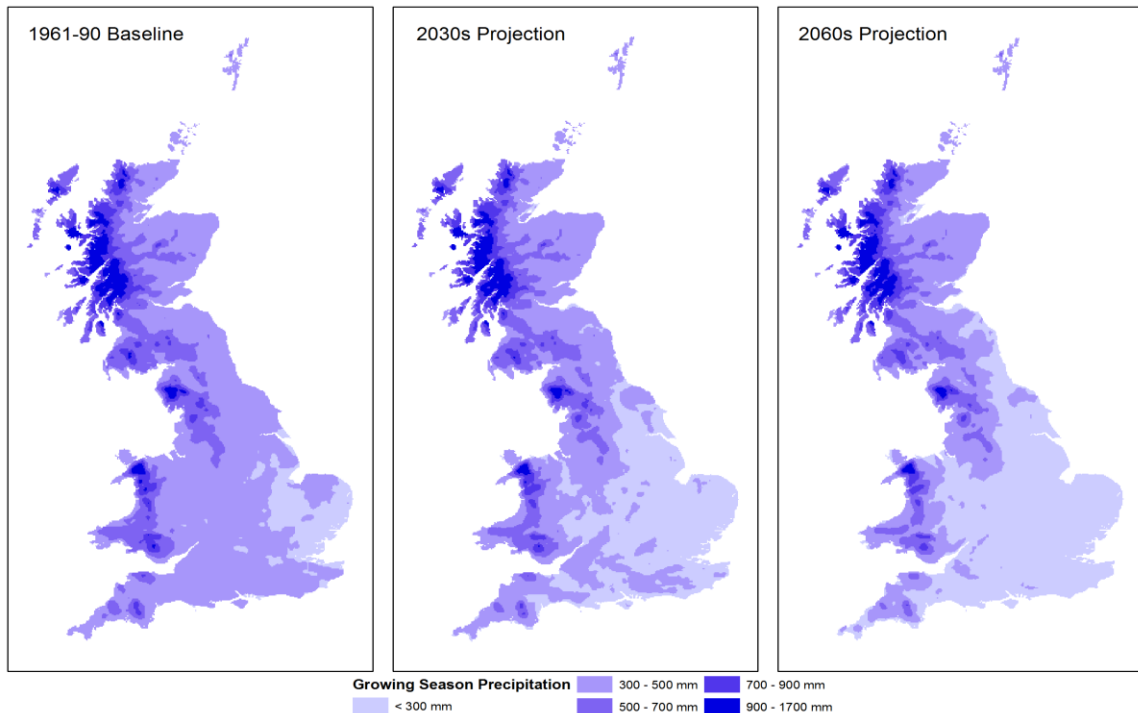 1961-90 Baseline
2030s Projection
2060s Projection
Growing Season Precipitation
< 300 mm
300 - 500 mm
500 - 700 mm
700 - 900 mm
900 - 1700 mm